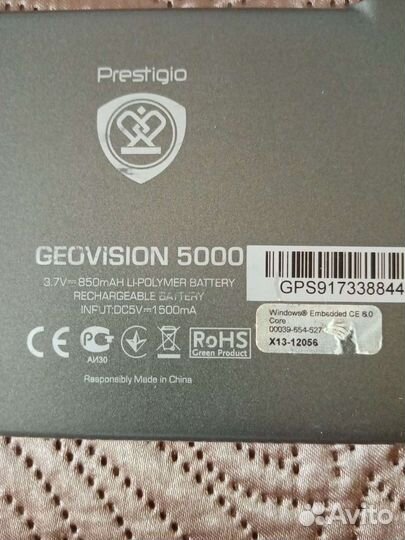 Prestigio
GEOVISION 5000
3.7V⎓850mAH LI-POLYMER BATTERY
RECHARGEABLE BATTERY
INPUT:DC5V⎓1500mA
GPS917338844
Windows® Embedded CE 6.0
Core
00039-654-527
X13-12056
CE
АИ30
RoHS
Green Product
Responsibly Made in China
Avito